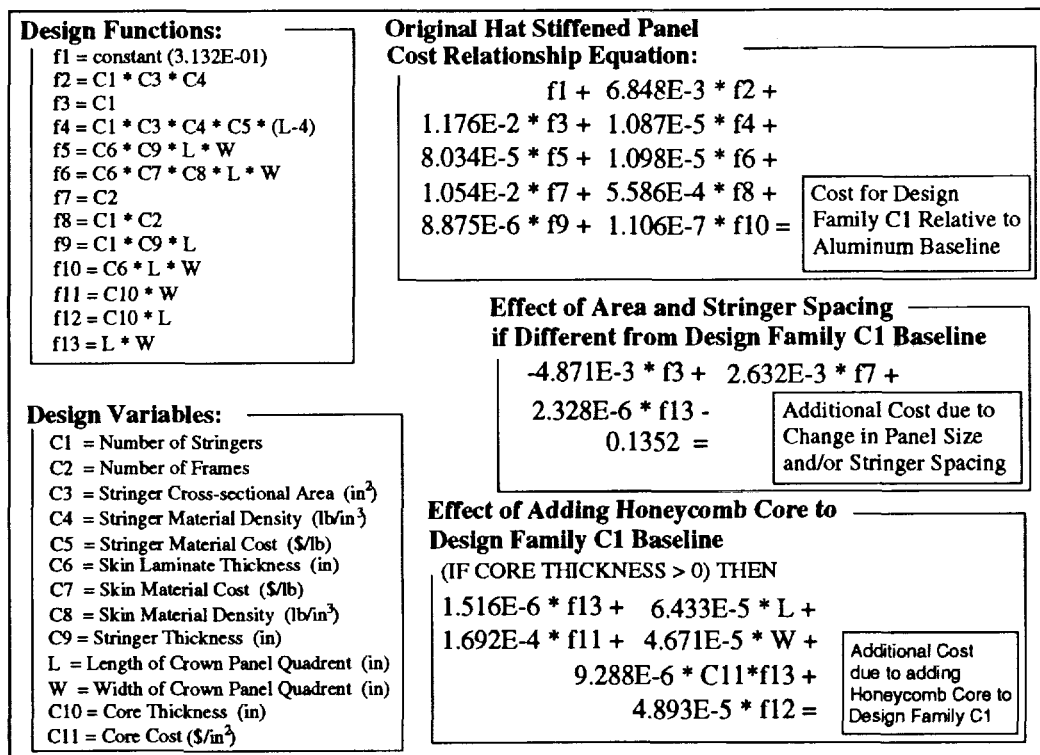 Design Functions:
f1 = constant (3.132E-01)
f2 = C1 * C3 * C4
f3 = C1
f4 = C1 * C3 * C4 * C5 * (L-4)
f5 = C6 * C9 * L * W
f6 = C6 * C7 * C8 * L * W
f7 = C2
f8 = C1 * C2
f9 = C1 * C9 * L
f10 = C6 * L * W
f11 = C10 * W
f12 = C10 * L
f13 = L * W
Design Variables:
C1 = Number of Stringers
C2 = Number of Frames
C3 = Stringer Cross-sectional Area (in²)
C4 = Stringer Material Density (lb/in³)
C5 = Stringer Material Cost ($/lb)
C6 = Skin Laminate Thickness (in)
C7 = Skin Material Cost ($/lb)
C8 = Skin Material Density (lb/in³)
C9 = Stringer Thickness (in)
L = Length of Crown Panel Quadrent (in)
W = Width of Crown Panel Quadrent (in)
C10 = Core Thickness (in)
C11 = Core Cost ($/in²)
Original Hat Stiffened Panel
Cost Relationship Equation:
f1 + 6.848E-3 * f2 +
1.176E-2 * f3 + 1.087E-5 * f4 +
8.034E-5 * f5 + 1.098E-5 * f6 +
1.054E-2 * f7 + 5.586E-4 * f8 +
8.875E-6 * f9 + 1.106E-7 * f10 =
Cost for Design
Family C1 Relative to
Aluminum Baseline
Effect of Area and Stringer Spacing
if Different from Design Family C1 Baseline
-4.871E-3 * f3 + 2.632E-3 * f7 +
2.328E-6 * f13 -
0.1352 =
Additional Cost due to
Change in Panel Size
and/or Stringer Spacing
Effect of Adding Honeycomb Core to
Design Family C1 Baseline
(IF CORE THICKNESS > 0) THEN
1.516E-6 * f13 + 6.433E-5 * L +
1.692E-4 * f11 + 4.671E-5 * W +
9.288E-6 * C11*f13 +
4.893E-5 * f12 =
Additional Cost
due to adding
Honeycomb Core to
Design Family C1